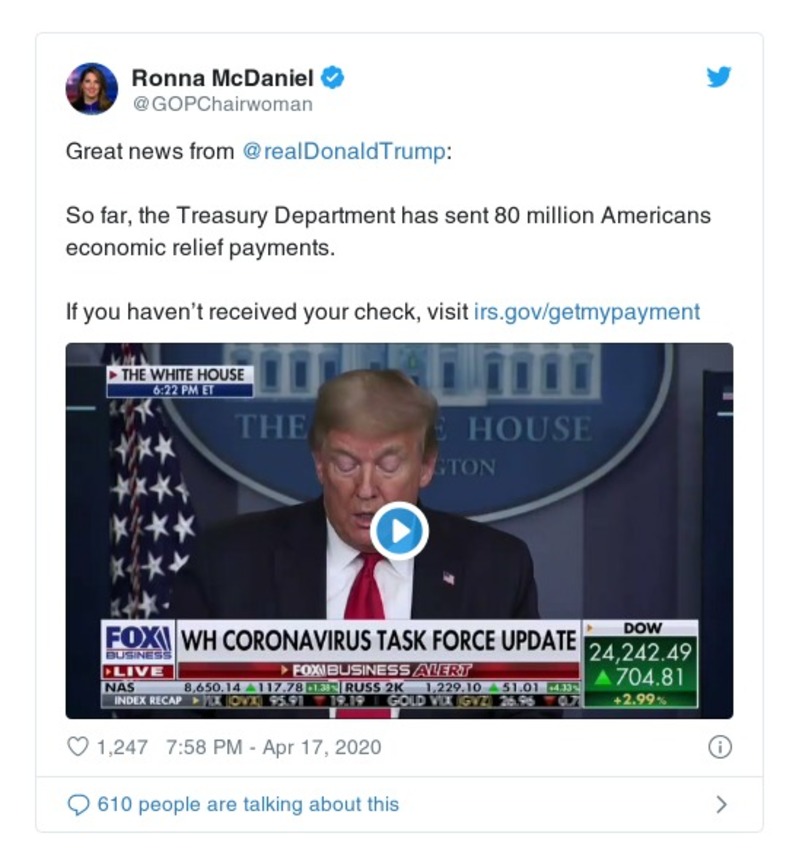 Ronna McDaniel
@GOPChairwoman
Great news from @realDonaldTrump:
So far, the Treasury Department has sent 80 million Americans
economic relief payments.
If you haven't received your check, visit irs.gov/getmypayment
THE WHITE HOUSE
6:22 PM ET
THE E HOUSE
GTON
FOX BUSINESS
LIVE
WH CORONAVIRUS TASK FORCE UPDATE
FOX BUSINESS ALERT
DOW
24,242.49
704.81
+2.99%
NAS 8,650.14 117.78 +1.38% RUSS 2K 1,229.10 51.01 +4.33%
INDEX RECAP (OVX) 95.91 19.19 GOLD VIX (GVZ) 26.96 0.7
1,247 7:58 PM - Apr 17, 2020
610 people are talking about this